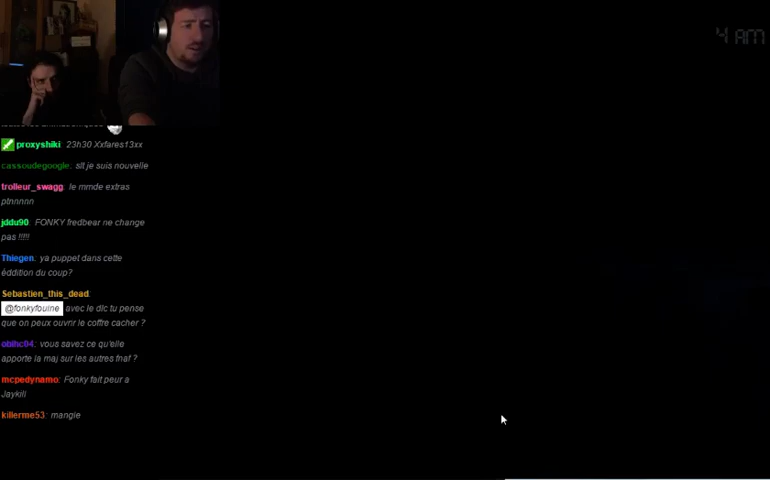 4 AM
proxyshiki 23h30 Xxfares13xx
cassoudegoogle: slt je suis nouvelle
trolleur_swagg: le mmde extras
ptnnnnn
jddu90: FONKY fredbear ne change
pas !!!!!
Thiegen: ya puppet dans cette
éddition du coup?
Sebastien_this_dead:
@fonkyfouine avec le dlc tu pense
que on peux ouvrir le coffre cacher ?
obihc04: vous savez ce qu'elle
apporte la maj sur les autres fnaf ?
mcpedynamo: Fonky fait peur a
Jaykili
killerme53: mangle